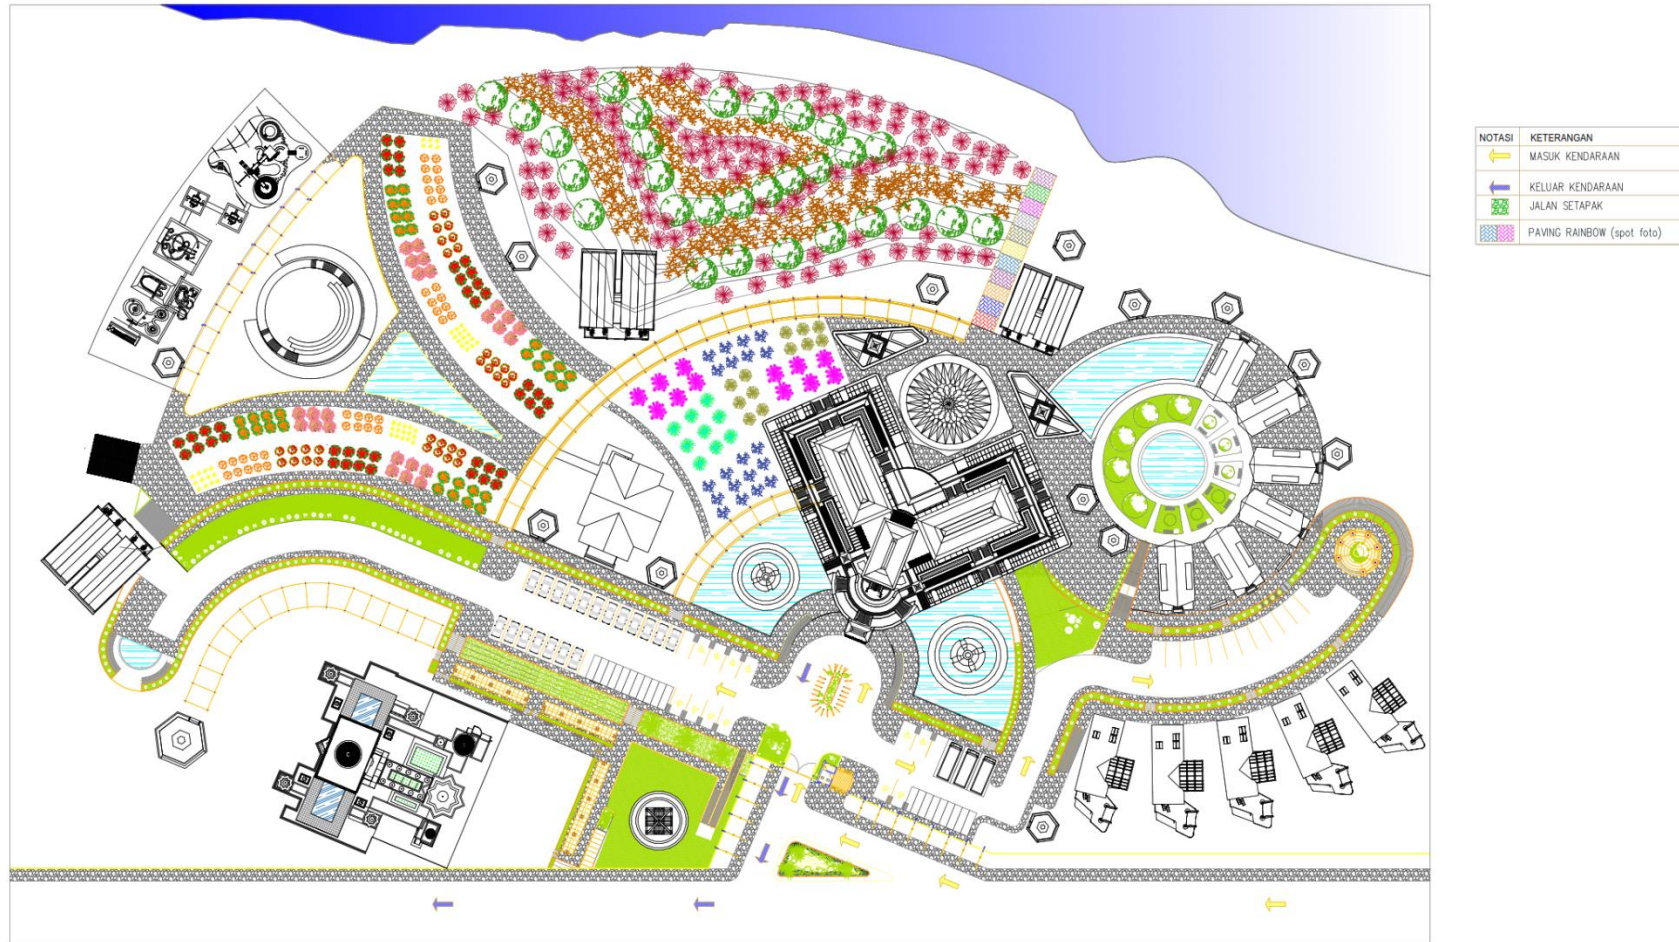 NOTASI KETERANGAN
MASUK KENDARAAN
KELUAR KENDARAAN
JALAN SETAPAK
PAVING RAINBOW (spot foto)